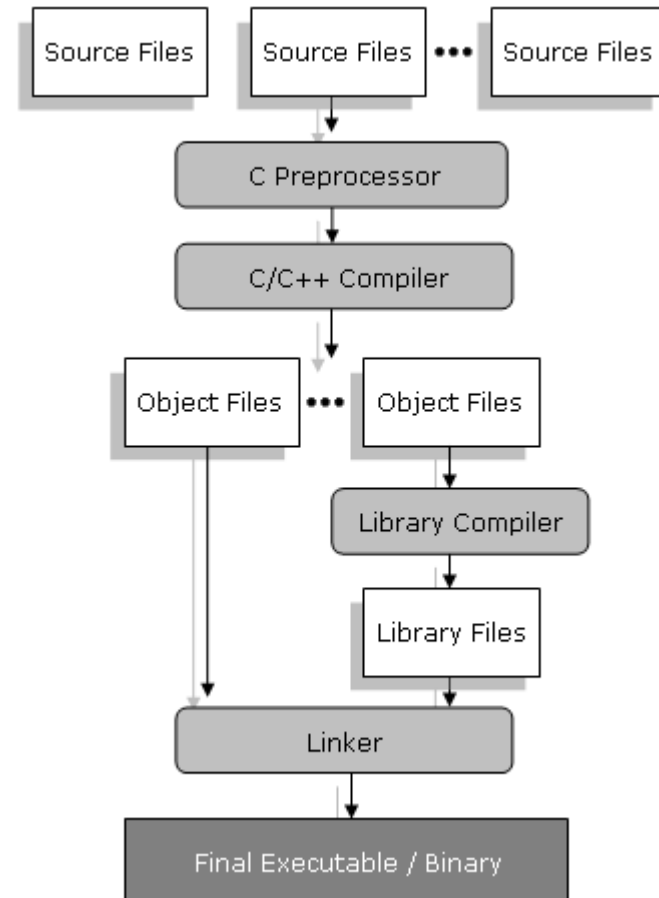 Source Files
Source Files
Source Files
C Preprocessor
C/C++ Compiler
Object Files
Object Files
Library Compiler
Library Files
Linker
Final Executable / Binary